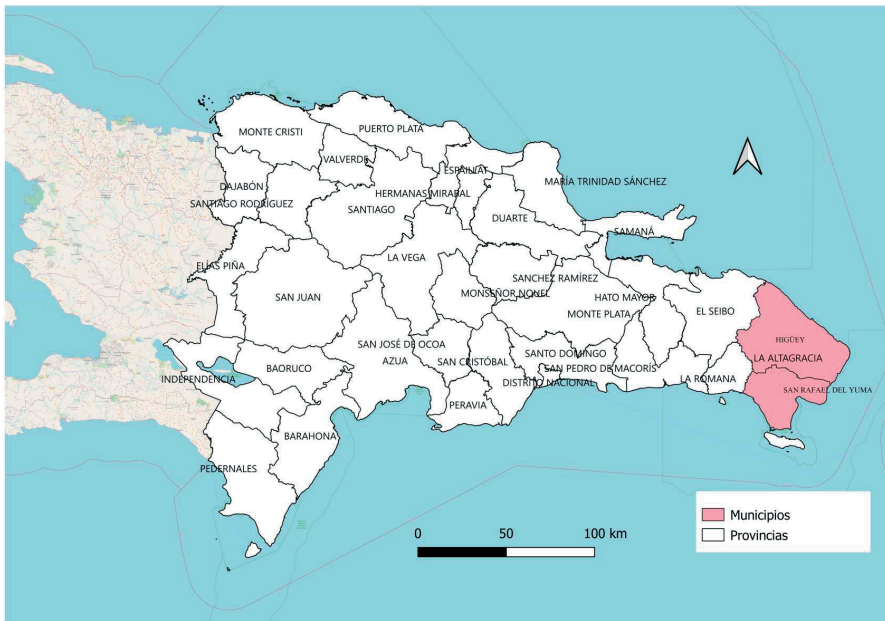 MONTE CRISTI
PUERTO PLATA
VALVERDE
ESPAILLAT
DAJABÓN
MARÍA TRINIDAD SÁNCHEZ
HERMANAS MIRABAL
SANTIAGO RODRÍGUEZ
SANTIAGO
DUARTE
SAMANÁ
LA VEGA
ELÍAS PIÑA
SANCHEZ RAMÍREZ
SAN JUAN
MONSEÑOR NOUEL
HATO MAYOR
MONTE PLATA
EL SEIBO
HIGÜEY
SAN JOSÉ DE OCOA
SANTO DOMINGO
LA ALTAGRACIA
AZUA
SAN CRISTÓBAL
BAORUCO
SAN PEDRO DE MACORÍS
INDEPENDENCIA
LA ROMANA
DISTRITO NACIONAL
SAN RAFAEL DEL YUMA
PERAVIA
BARAHONA
PEDERNALES
Municipios
Provincias
0 50 100 km